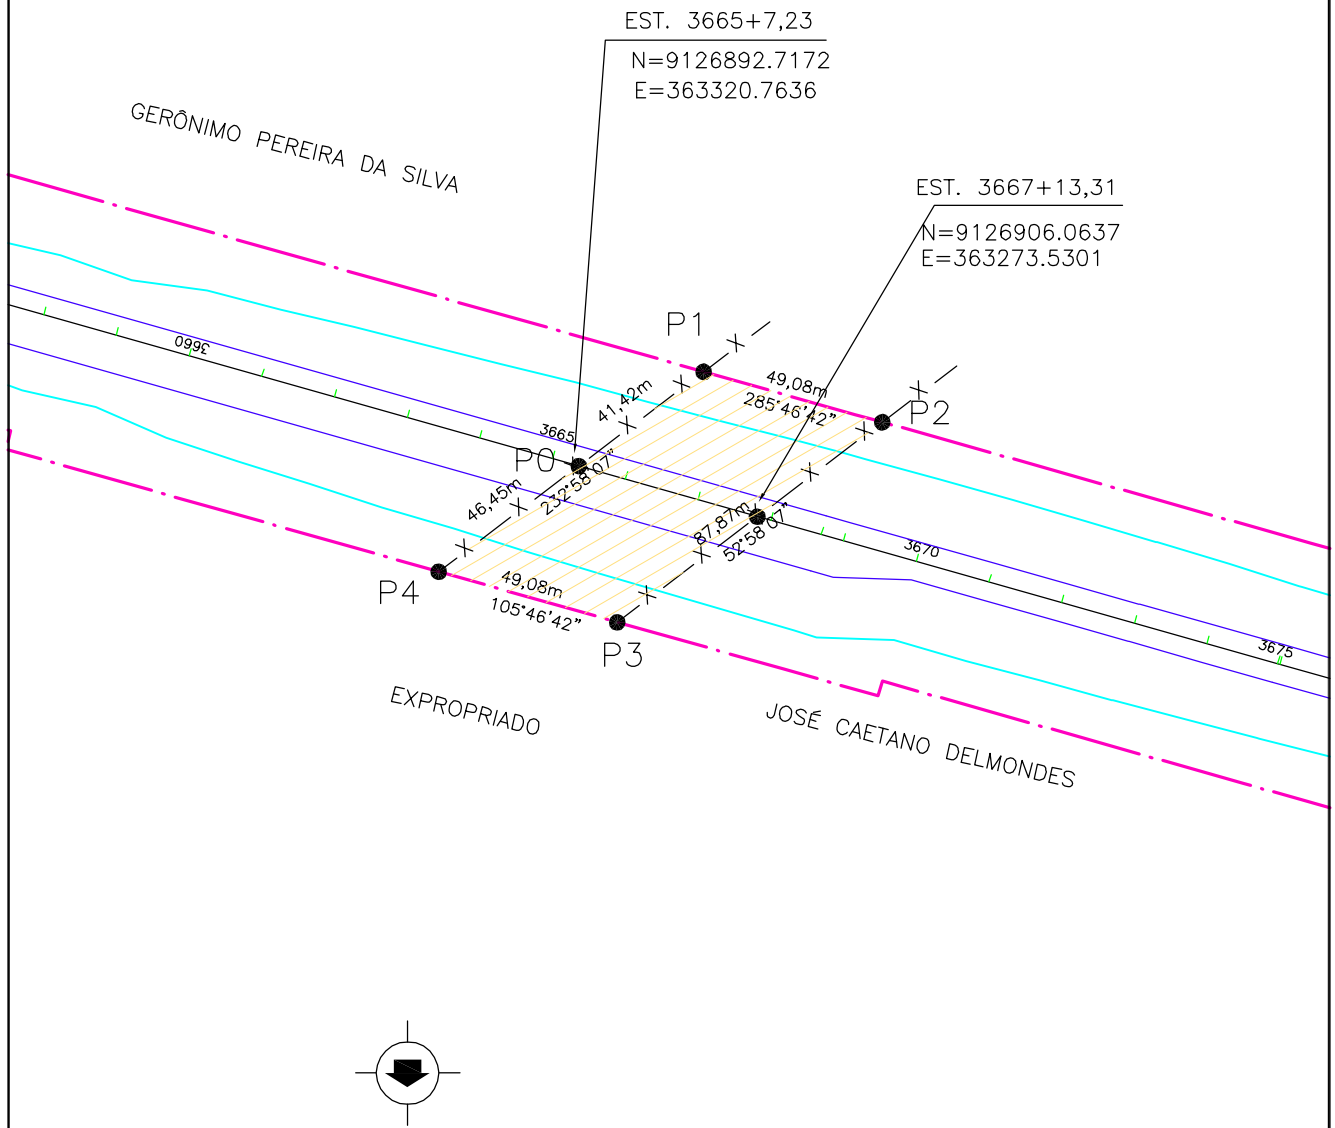 EST. 3665+7,23
N=9126892.7172
E=363320.7636
GERÔNIMO PEREIRA DA SILVA
EST. 3667+13,31
N=9126906.0637
E=363273.5301
P1
3660
41,42m
49,08m
285°46'42"
P2
3665
P0
232°58'07"
46,45m
87,87m
52°58'07"
3670
P4
49,08m
105°46'42"
P3
3675
EXPROPRIADO
JOSÉ CAETANO DELMONDES
X
X
X
X
X
X
X
X
X
X